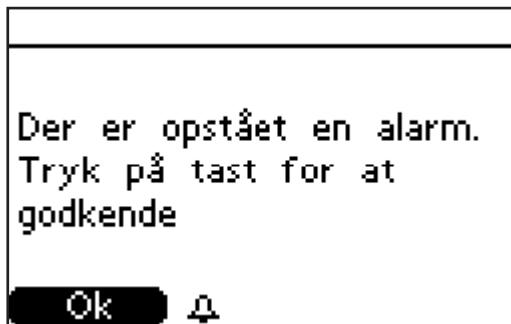 Der er opstået en alarm.
Tryk på tast for at
godkende
Ok